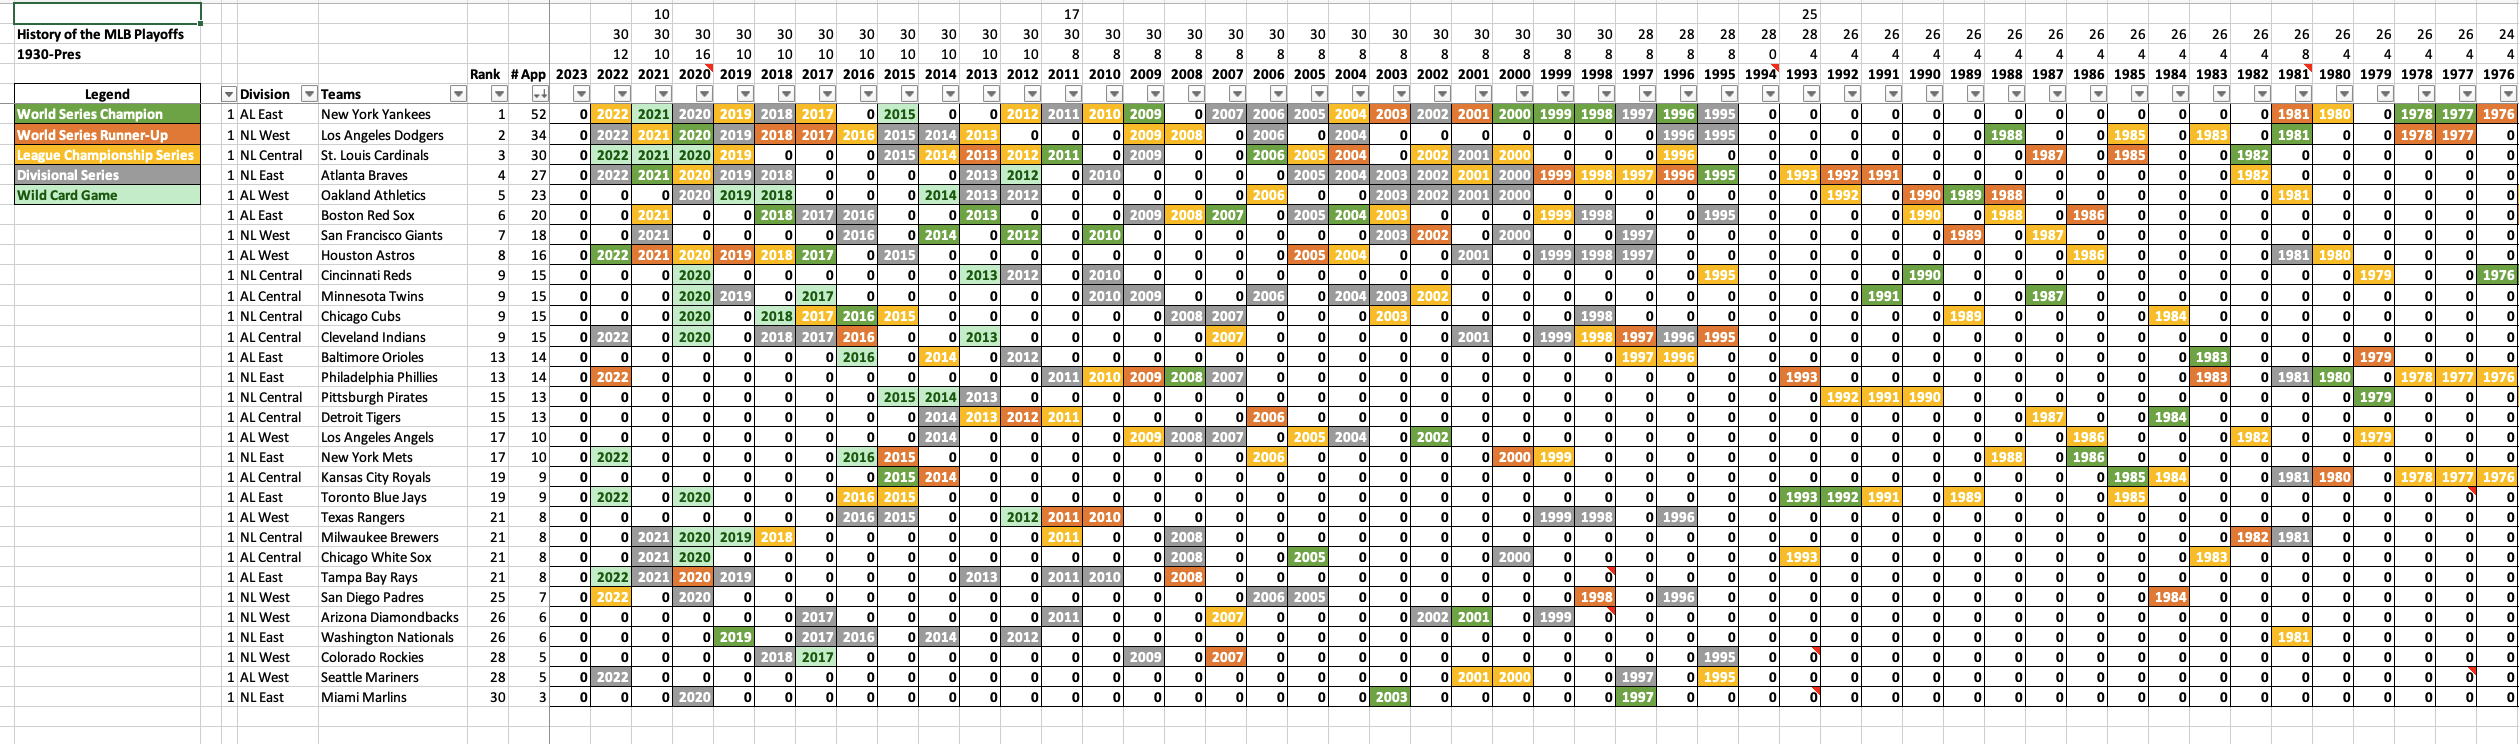 10 17 25
History of the MLB Playoffs 30 30 30 30 30 30 30 30 30 30 30 30 30 30 30 30 30 30 30 30 30 30 30 30 30 28 28 28 28 28 26 26 26 26 26 26 26 26 26 26 26 26 26 26 26 26 24
1930-Pres 12 10 16 10 10 10 10 10 10 10 10 8 8 8 8 8 8 8 8 8 8 8 8 8 8 8 8 8 0 4 4 4 4 4 4 4 4 4 4 4 4 8 4 4 4 4 4
Rank # App 2023 2022 2021 2020 2019 2018 2017 2016 2015 2014 2013 2012 2011 2010 2009 2008 2007 2006 2005 2004 2003 2002 2001 2000 1999 1998 1997 1996 1995 1994 1993 1992 1991 1990 1989 1988 1987 1986 1985 1984 1983 1982 1981 1980 1979 1978 1977 1976
Legend Division Teams
World Series Champion 1 AL East New York Yankees 1 52 0 2022 2021 2020 2019 2018 2017 0 2015 0 0 2012 2011 2010 2009 0 2007 2006 2005 2004 2003 2002 2001 2000 1999 1998 1997 1996 1995 0 0 0 0 0 0 0 0 0 0 0 0 0 1981 1980 0 1978 1977 1976
World Series Runner-Up 1 NL West Los Angeles Dodgers 2 34 0 2022 2021 2020 2019 2018 2017 2016 2015 2014 2013 0 0 0 2009 2008 0 2006 0 2004 0 0 0 0 0 0 0 1996 1995 0 0 0 0 0 0 1988 0 0 1985 0 1983 0 1981 0 0 1978 1977 0
League Championship Series 1 NL Central St. Louis Cardinals 3 30 0 2022 2021 2020 2019 0 0 0 2015 2014 2013 2012 2011 0 2009 0 0 2006 2005 2004 0 2002 2001 2000 0 0 0 1996 0 0 0 0 0 0 0 0 1987 0 1985 0 0 1982 0 0 0 0 0 0
Divisional Series 1 NL East Atlanta Braves 4 27 0 2022 2021 2020 2019 2018 0 0 0 0 2013 2012 0 2010 0 0 0 0 2005 2004 2003 2002 2001 2000 1999 1998 1997 1996 1995 0 1993 1992 1991 0 0 0 0 0 0 0 0 1982 0 0 0 0 0 0
Wild Card Game 1 AL West Oakland Athletics 5 23 0 0 0 2020 2019 2018 0 0 0 2014 2013 2012 0 0 0 0 0 2006 0 0 2003 2002 2001 2000 0 0 0 0 0 0 0 1992 0 1990 1989 1988 0 0 0 0 0 0 1981 0 0 0 0 0
1 AL East Boston Red Sox 6 20 0 0 2021 0 0 2018 2017 2016 0 0 2013 0 0 0 2009 2008 2007 0 2005 2004 2003 0 0 0 1999 1998 0 0 1995 0 0 0 0 1990 0 1988 0 1986 0 0 0 0 0 0 0 0 0 0
1 NL West San Francisco Giants 7 18 0 0 2021 0 0 0 0 2016 0 2014 0 2012 0 2010 0 0 0 0 0 0 2003 2002 0 2000 0 0 1997 0 0 0 0 0 0 0 1989 0 1987 0 0 0 0 0 0 0 0 0 0 0
1 AL West Houston Astros 8 16 0 2022 2021 2020 2019 2018 2017 0 2015 0 0 0 0 0 0 0 0 0 2005 2004 0 0 2001 0 1999 1998 1997 0 0 0 0 0 0 0 0 0 0 1986 0 0 0 0 1981 1980 0 0 0 0
1 NL Central Cincinnati Reds 9 15 0 0 0 2020 0 0 0 0 0 0 2013 2012 0 2010 0 0 0 0 0 0 0 0 0 0 0 0 0 0 1995 0 0 0 0 1990 0 0 0 0 0 0 0 0 0 0 1979 0 0 1976
1 AL Central Minnesota Twins 9 15 0 0 0 2020 2019 0 2017 0 0 0 0 0 0 2010 2009 0 0 2006 0 2004 2003 2002 0 0 0 0 0 0 0 0 0 0 1991 0 0 0 1987 0 0 0 0 0 0 0 0 0 0 0
1 NL Central Chicago Cubs 9 15 0 0 0 2020 0 2018 2017 2016 2015 0 0 0 0 0 0 2008 2007 0 0 0 2003 0 0 0 0 1998 0 0 0 0 0 0 0 0 1989 0 0 0 0 1984 0 0 0 0 0 0 0 0
1 AL Central Cleveland Indians 9 15 0 2022 0 2020 0 2018 2017 2016 0 0 2013 0 0 0 0 0 2007 0 0 0 0 0 2001 0 1999 1998 1997 1996 1995 0 0 0 0 0 0 0 0 0 0 0 0 0 0 0 0 0 0 0
1 AL East Baltimore Orioles 13 14 0 0 0 0 0 0 0 2016 0 2014 0 2012 0 0 0 0 0 0 0 0 0 0 0 0 0 0 1997 1996 0 0 0 0 0 0 0 0 0 0 0 0 1983 0 0 0 1979 0 0 0
1 NL East Philadelphia Phillies 13 14 0 2022 0 0 0 0 0 0 0 0 0 0 2011 2010 2009 2008 2007 0 0 0 0 0 0 0 0 0 0 0 0 0 1993 0 0 0 0 0 0 0 0 0 1983 0 1981 1980 0 1978 1977 1976
1 NL Central Pittsburgh Pirates 15 13 0 0 0 0 0 0 0 0 2015 2014 2013 0 0 0 0 0 0 0 0 0 0 0 0 0 0 0 0 0 0 0 0 1992 1991 1990 0 0 0 0 0 0 0 0 0 0 1979 0 0 0
1 AL Central Detroit Tigers 15 13 0 0 0 0 0 0 0 0 0 2014 2013 2012 2011 0 0 0 0 2006 0 0 0 0 0 0 0 0 0 0 0 0 0 0 0 0 0 0 1987 0 0 1984 0 0 0 0 0 0 0 0
1 AL West Los Angeles Angels 17 10 0 0 0 0 0 0 0 0 0 2014 0 0 0 0 2009 2008 2007 0 2005 2004 0 2002 0 0 0 0 0 0 0 0 0 0 0 0 0 0 0 1986 0 0 0 1982 0 0 1979 0 0 0
1 NL East New York Mets 17 10 0 2022 0 0 0 0 0 2016 2015 0 0 0 0 0 0 0 0 2006 0 0 0 0 0 2000 1999 0 0 0 0 0 0 0 0 0 0 1988 0 1986 0 0 0 0 0 0 0 0 0 0
1 AL Central Kansas City Royals 19 9 0 0 0 0 0 0 0 0 2015 2014 0 0 0 0 0 0 0 0 0 0 0 0 0 0 0 0 0 0 0 0 0 0 0 0 0 0 0 0 1985 1984 0 0 1981 1980 0 1978 1977 1976
1 AL East Toronto Blue Jays 19 9 0 2022 0 2020 0 0 0 2016 2015 0 0 0 0 0 0 0 0 0 0 0 0 0 0 0 0 0 0 0 0 0 1993 1992 1991 0 1989 0 0 0 1985 0 0 0 0 0 0 0 0 0
1 AL West Texas Rangers 21 8 0 0 0 0 0 0 0 2016 2015 0 0 2012 2011 2010 0 0 0 0 0 0 0 0 0 0 1999 1998 0 1996 0 0 0 0 0 0 0 0 0 0 0 0 0 0 0 0 0 0 0 0
1 NL Central Milwaukee Brewers 21 8 0 0 2021 2020 2019 2018 0 0 0 0 0 0 2011 0 0 2008 0 0 0 0 0 0 0 0 0 0 0 0 0 0 0 0 0 0 0 0 0 0 0 0 0 1982 1981 0 0 0 0 0
1 AL Central Chicago White Sox 21 8 0 0 2021 2020 0 0 0 0 0 0 0 0 0 0 0 2008 0 0 2005 0 0 0 0 2000 0 0 0 0 0 0 1993 0 0 0 0 0 0 0 0 0 1983 0 0 0 0 0 0 0
1 AL East Tampa Bay Rays 21 8 0 2022 2021 2020 2019 0 0 0 0 0 2013 0 2011 2010 0 2008 0 0 0 0 0 0 0 0 0 0 0 0 0 0 0 0 0 0 0 0 0 0 0 0 0 0 0 0 0 0 0 0
1 NL West San Diego Padres 25 7 0 2022 0 2020 0 0 0 0 0 0 0 0 0 0 0 0 0 2006 2005 0 0 0 0 0 0 1998 0 1996 0 0 0 0 0 0 0 0 0 0 0 1984 0 0 0 0 0 0 0 0
1 NL West Arizona Diamondbacks 26 6 0 0 0 0 0 0 2017 0 0 0 0 0 2011 0 0 0 2007 0 0 0 0 2002 2001 0 1999 0 0 0 0 0 0 0 0 0 0 0 0 0 0 0 0 0 0 0 0 0 0 0
1 NL East Washington Nationals 26 6 0 0 0 0 2019 0 2017 2016 0 2014 0 2012 0 0 0 0 0 0 0 0 0 0 0 0 0 0 0 0 0 0 0 0 0 0 0 0 0 0 0 0 0 0 1981 0 0 0 0 0
1 NL West Colorado Rockies 28 5 0 0 0 0 0 2018 2017 0 0 0 0 0 0 0 2009 0 2007 0 0 0 0 0 0 0 0 0 0 0 1995 0 0 0 0 0 0 0 0 0 0 0 0 0 0 0 0 0 0 0
1 AL West Seattle Mariners 28 5 0 2022 0 0 0 0 0 0 0 0 0 0 0 0 0 0 0 0 0 0 0 0 2001 2000 0 0 1997 0 1995 0 0 0 0 0 0 0 0 0 0 0 0 0 0 0 0 0 0 0
1 NL East Miami Marlins 30 3 0 0 0 2020 0 0 0 0 0 0 0 0 0 0 0 0 0 0 0 0 2003 0 0 0 0 0 1997 0 0 0 0 0 0 0 0 0 0 0 0 0 0 0 0 0 0 0 0 0